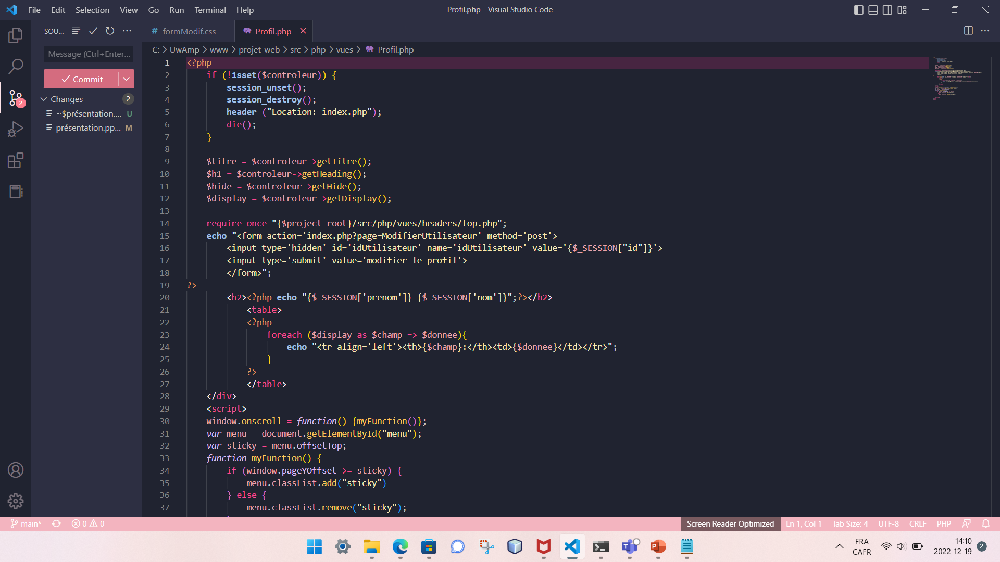 File Edit Selection View Go Run Terminal Help
Profil.php - Visual Studio Code
SOU...
# formModif.css
Profil.php
Message (Ctrl+Enter...
C: > UwAmp > www > projet-web > src > php > vues > Profil.php
Commit
Changes 2
~$présentation.... U
présentation.pp... M
2
1 <?php
2 if (!isset($controleur)) {
3 session_unset();
4 session_destroy();
5 header ("Location: index.php");
6 die();
7 }
8
9 $titre = $controleur->getTitre();
10 $h1 = $controleur->getHeading();
11 $hide = $controleur->getHide();
12 $display = $controleur->getDisplay();
13
14 require_once "{$project_root}/src/php/vues/headers/top.php";
15 echo "<form action='index.php?page=ModifierUtilisateur' method='post'>
16 <input type='hidden' id='idUtilisateur' name='idUtilisateur' value='{$_SESSION["id"]}'>
17 <input type='submit' value='modifier le profil'>
18 </form>";
19 ?>
20 <h2><?php echo "{$_SESSION['prenom']} {$_SESSION['nom']}";?></h2>
21 <table>
22 <?php
23 foreach ($display as $champ => $donnee){
24 echo "<tr align='left'><th>{$champ}:</th><td>{$donnee}</td></tr>";
25 }
26 ?>
27 </table>
28 </div>
29 <script>
30 window.onscroll = function() {myFunction()};
31 var menu = document.getElementById("menu");
32 var sticky = menu.offsetTop;
33 function myFunction() {
34 if (window.pageYOffset >= sticky) {
35 menu.classList.add("sticky")
36 } else {
37 menu.classList.remove("sticky");
main* 0 0
Screen Reader Optimized Ln 1, Col 1 Tab Size: 4 UTF-8 CRLF PHP
FRA
CAFR
14:10
2022-12-19
2